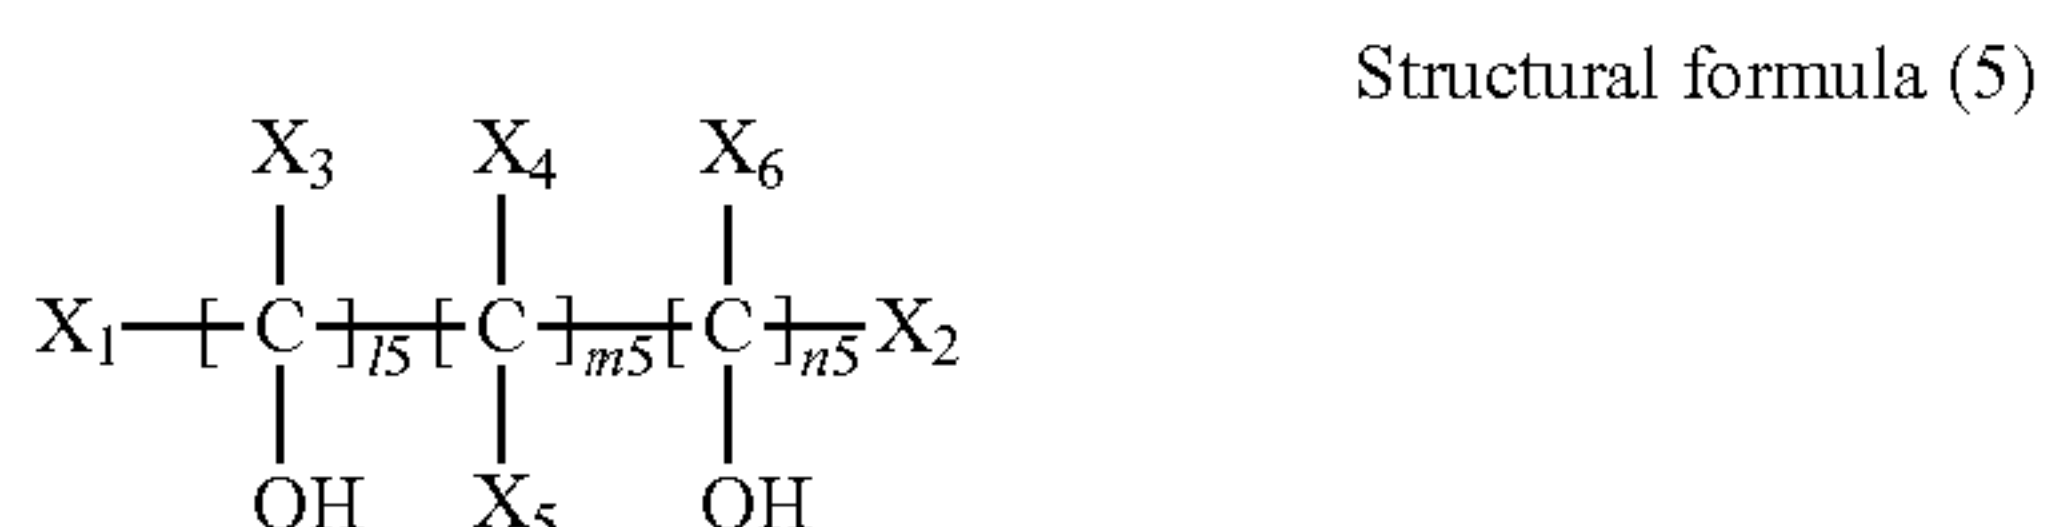 Structural formula (5)
X3 X4 X6
X1 [ C ]l5 [ C ]m5 [ C ]n5 X2
OH X5 OH